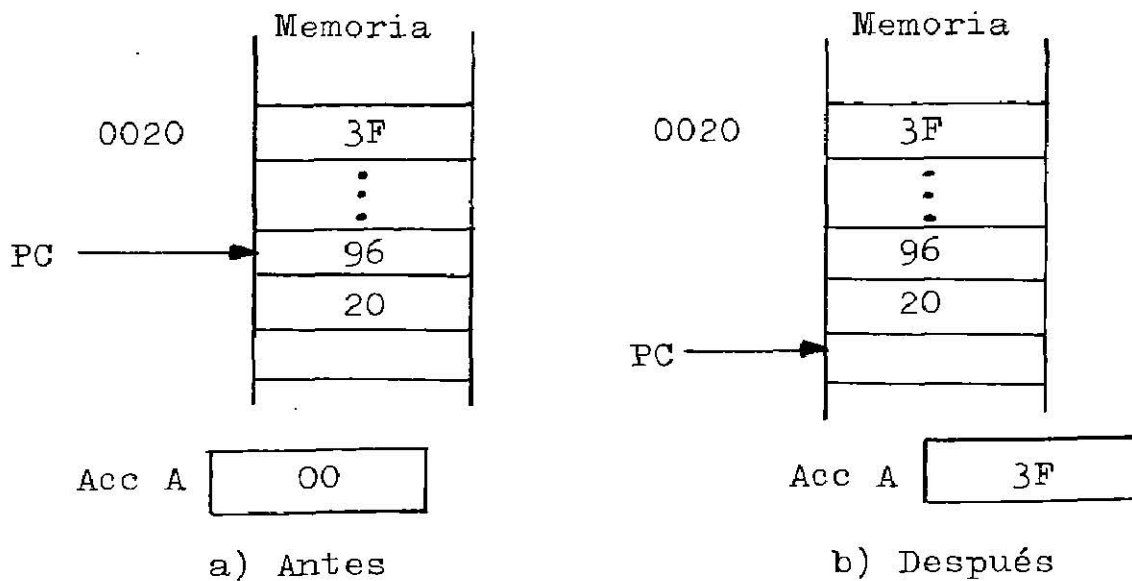 Memoria
0020 3F
PC 96
20
Acc A 00
a) Antes
Memoria
0020 3F
96
20
PC
Acc A 3F
b) Después